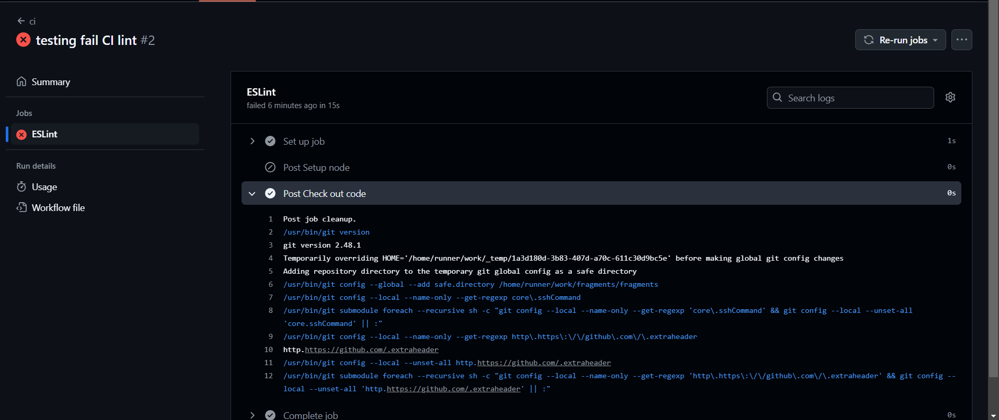 ci
testing fail CI lint #2
Re-run jobs
Summary
Jobs
ESLint
Run details
Usage
Workflow file
ESLint
failed 6 minutes ago in 15s
Search logs
Set up job 1s
Post Setup node 0s
Post Check out code 0s
1 Post job cleanup.
2 /usr/bin/git version
3 git version 2.48.1
4 Temporarily overriding HOME='/home/runner/work/_temp/1a3d180d-3b83-407d-a70c-611c30d9bc5e' before making global git config changes
5 Adding repository directory to the temporary git global config as a safe directory
6 /usr/bin/git config --global --add safe.directory /home/runner/work/fragments/fragments
7 /usr/bin/git config --local --name-only --get-regexp core\.sshCommand
8 /usr/bin/git submodule foreach --recursive sh -c "git config --local --name-only --get-regexp 'core\.sshCommand' && git config --local --unset-all
'core.sshCommand' || :"
9 /usr/bin/git config --local --name-only --get-regexp http\.https\:\/\/github\.com\/\.extraheader
10 http.https://github.com/.extraheader
11 /usr/bin/git config --local --unset-all http.https://github.com/.extraheader
12 /usr/bin/git submodule foreach --recursive sh -c "git config --local --name-only --get-regexp 'http\.https\:\/\/github\.com\/\.extraheader' && git config --
local --unset-all 'http.https://github.com/.extraheader' || :"
Complete job 0s